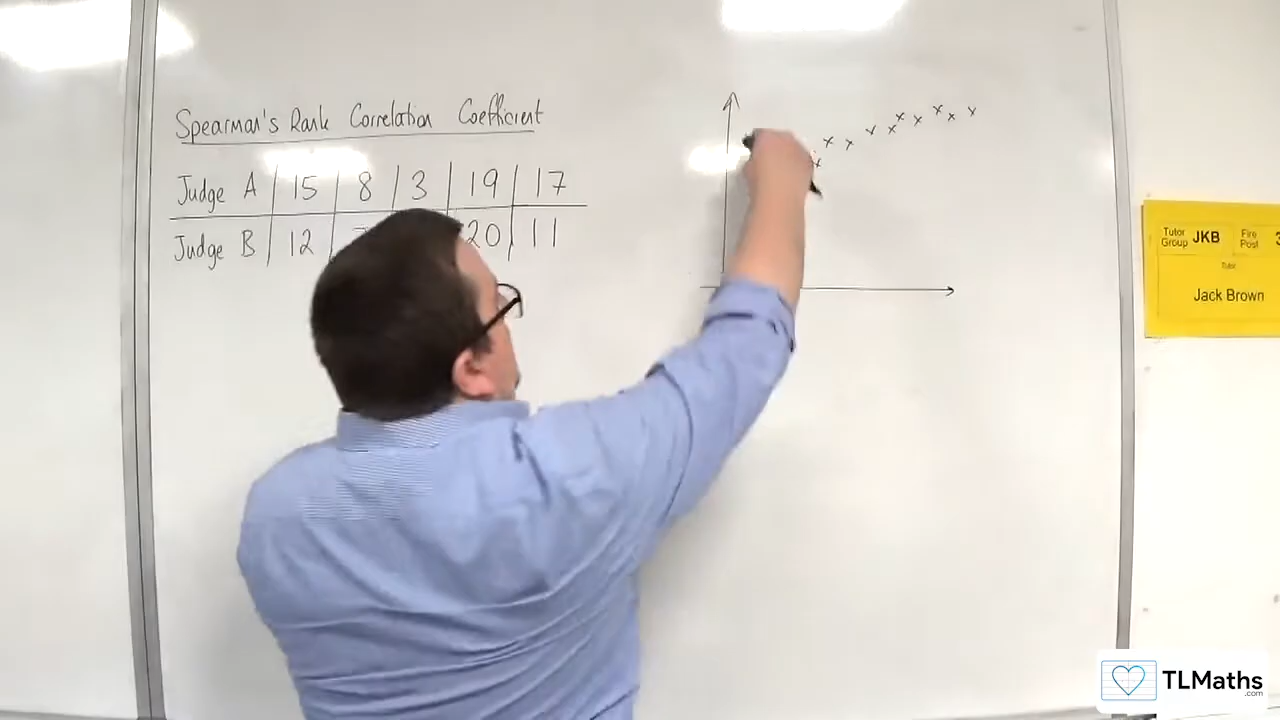 Spearman's Rank Correlation Coefficient
Judge A 15 8 3 19 17
Judge B 12 20 11
Tutor Group JKB Fire Post 3
Tutor
Jack Brown
TLMaths
.com